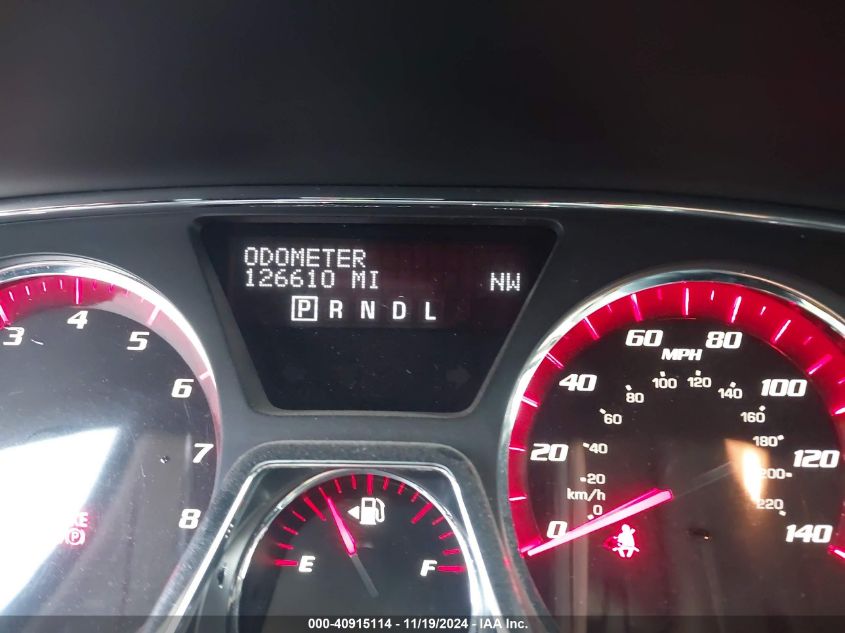 ODOMETER
126610 MI NW
P R N D L
3 4 5 6 7 8
P
E F
0 20 40 60 80 100 120 140
MPH
0 20 40 60 80 100 120 140 160 180 200 220
km/h
000-40915114 - 11/19/2024 - IAA Inc.